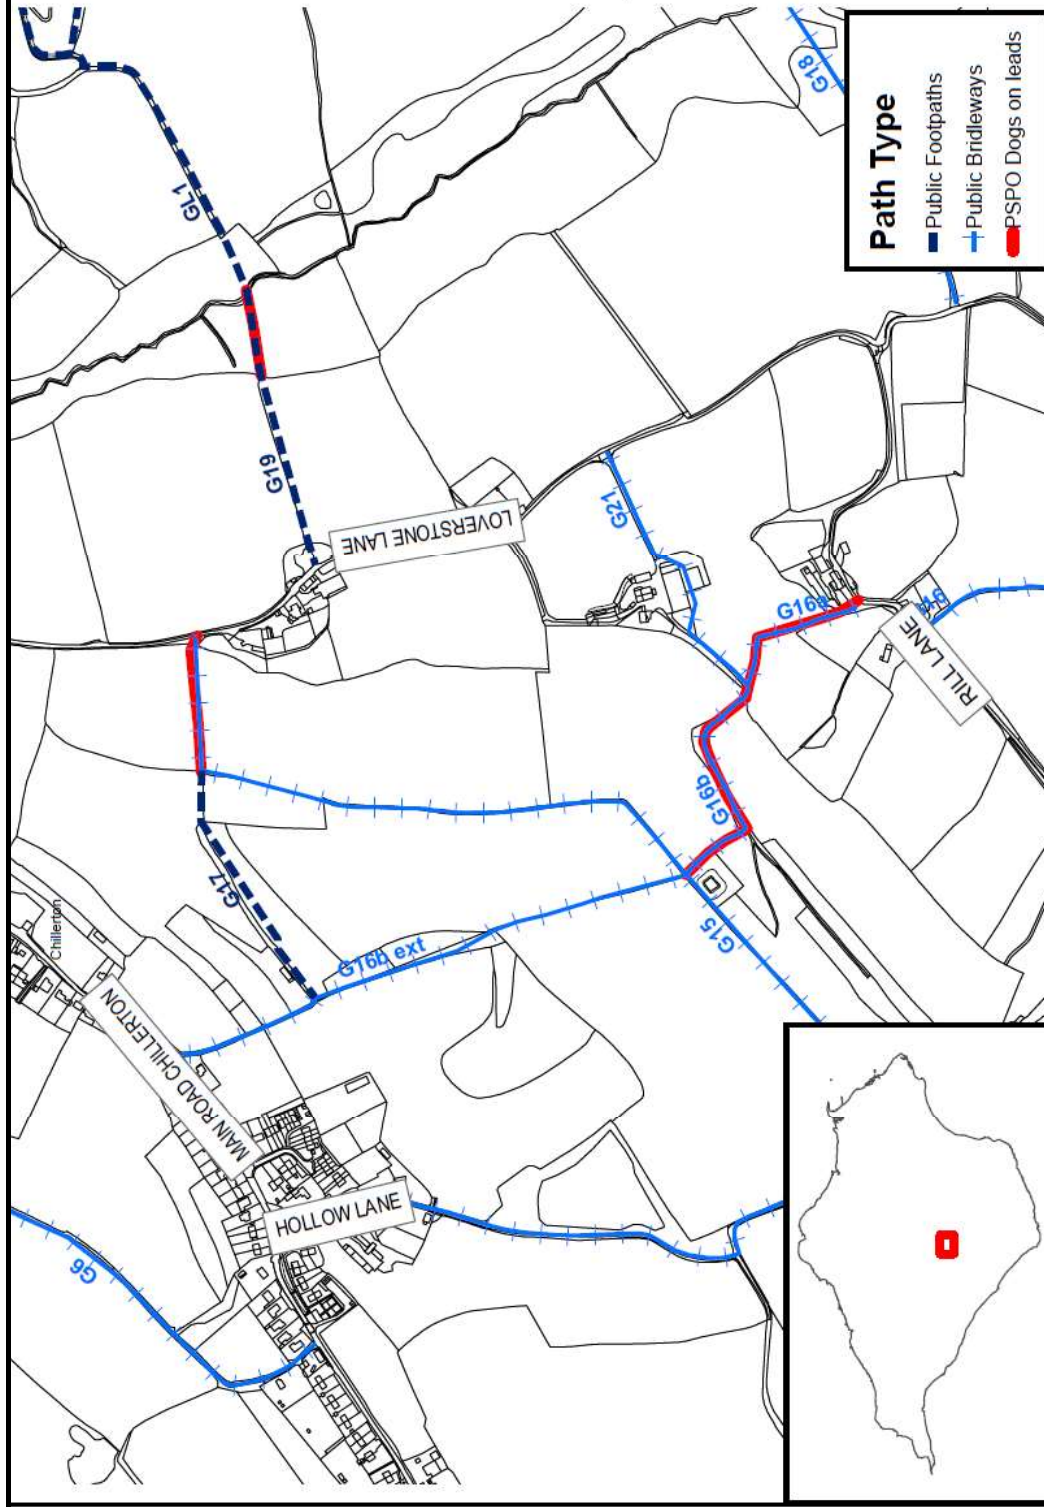 Path Type
Public Footpaths
Public Bridleways
PSPO Dogs on leads
GL1
G18
G19
LOVERSTONE LANE
G21
G16a
16
RILL LANE
G16b
G17
G15
G16b ext
Chillerton
MAIN ROAD CHILLERTON
HOLLOW LANE
G6